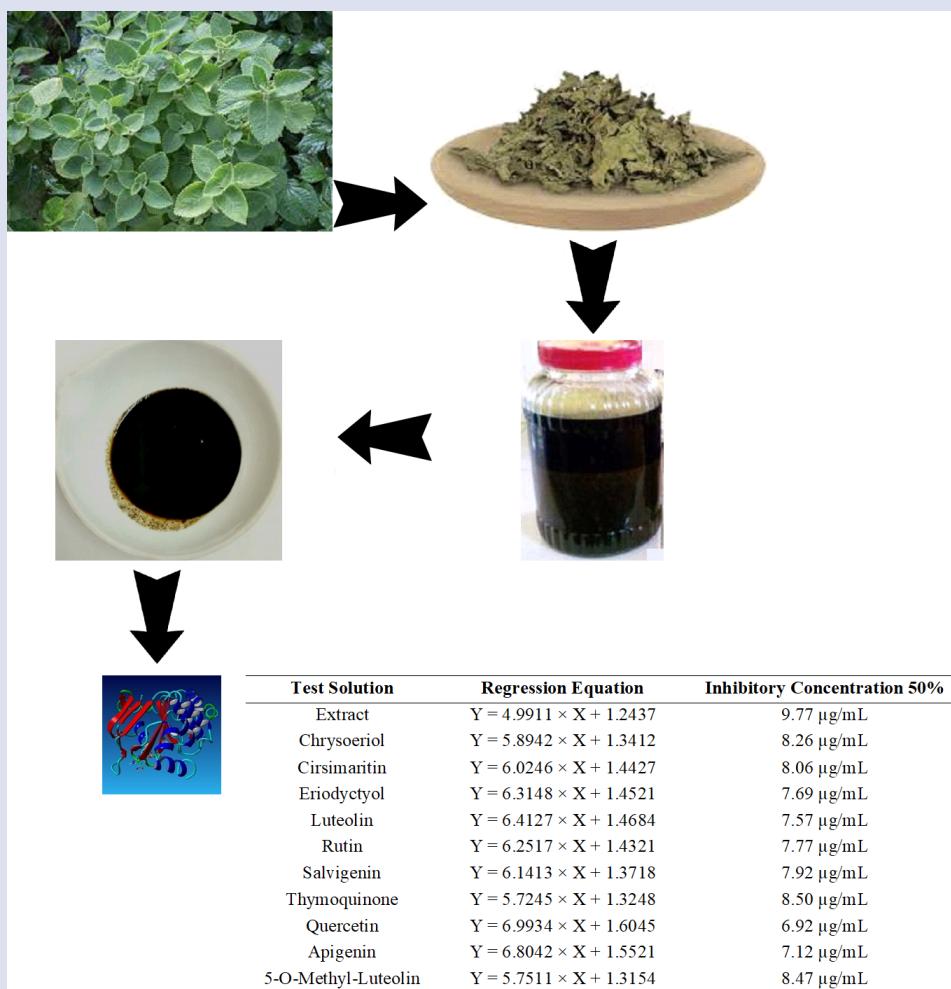 Test Solution Regression Equation Inhibitory Concentration 50%
Extract Y = 4.9911 × X + 1.2437 9.77 µg/mL
Chrysoeriol Y = 5.8942 × X + 1.3412 8.26 µg/mL
Cirsimaritin Y = 6.0246 × X + 1.4427 8.06 µg/mL
Eriodyctyol Y = 6.3148 × X + 1.4521 7.69 µg/mL
Luteolin Y = 6.4127 × X + 1.4684 7.57 µg/mL
Rutin Y = 6.2517 × X + 1.4321 7.77 µg/mL
Salvigenin Y = 6.1413 × X + 1.3718 7.92 µg/mL
Thymoquinone Y = 5.7245 × X + 1.3248 8.50 µg/mL
Quercetin Y = 6.9934 × X + 1.6045 6.92 µg/mL
Apigenin Y = 6.8042 × X + 1.5521 7.12 µg/mL
5-O-Methyl-Luteolin Y = 5.7511 × X + 1.3154 8.47 µg/mL